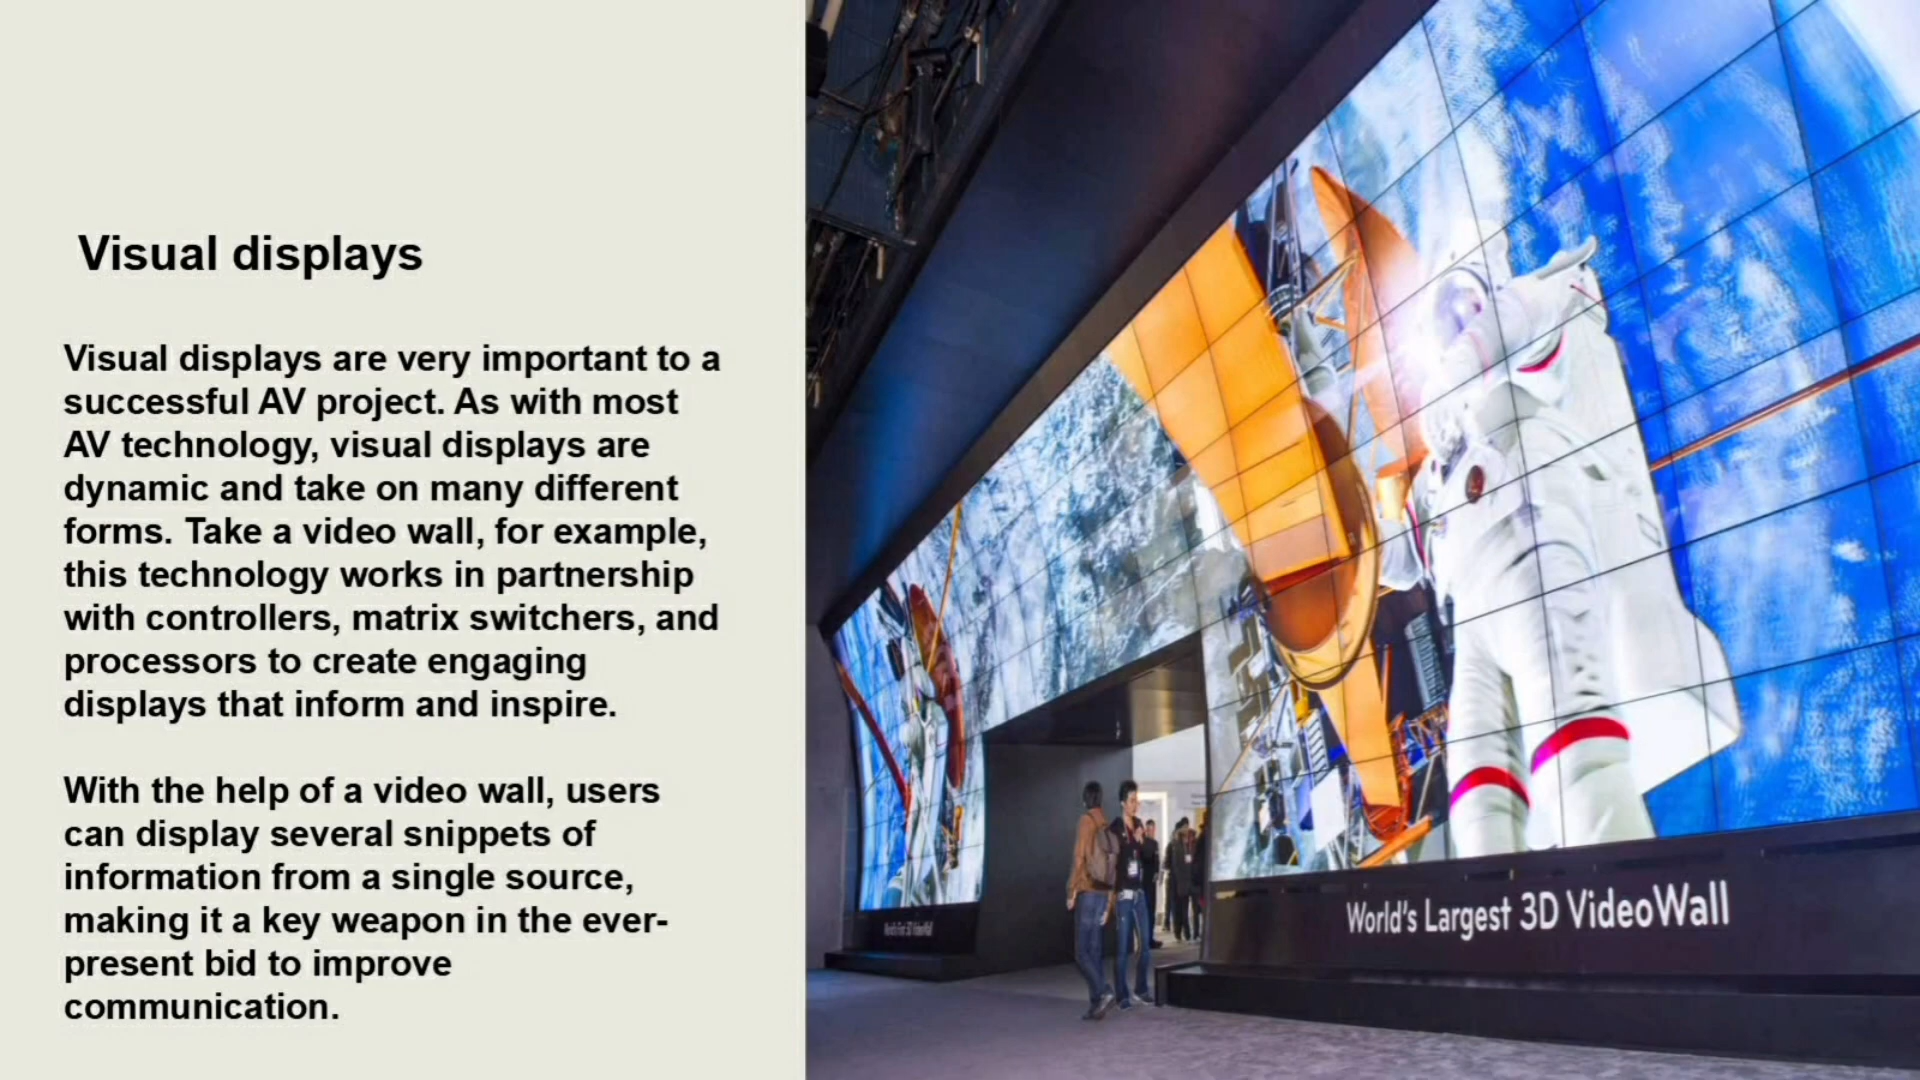 Visual displays
Visual displays are very important to a
successful AV project. As with most
AV technology, visual displays are
dynamic and take on many different
forms. Take a video wall, for example,
this technology works in partnership
with controllers, matrix switchers, and
processors to create engaging
displays that inform and inspire.
With the help of a video wall, users
can display several snippets of
information from a single source,
making it a key weapon in the ever-
present bid to improve
communication.
World's Largest 3D VideoWall